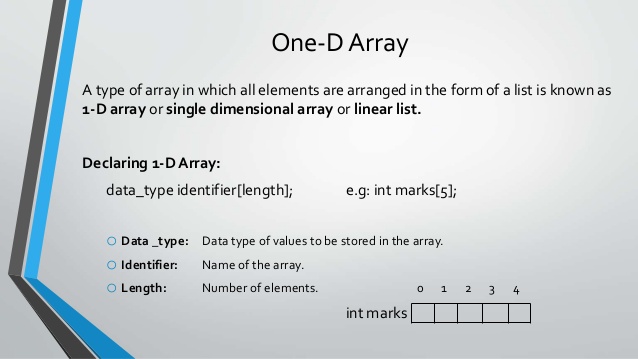 One-D Array
A type of array in which all elements are arranged in the form of a list is known as
1-D array or single dimensional array or linear list.
Declaring 1-D Array:
data_type identifier[length]; e.g: int marks[5];
Data _type: Data type of values to be stored in the array.
Identifier: Name of the array.
Length: Number of elements.
0 1 2 3 4
int marks